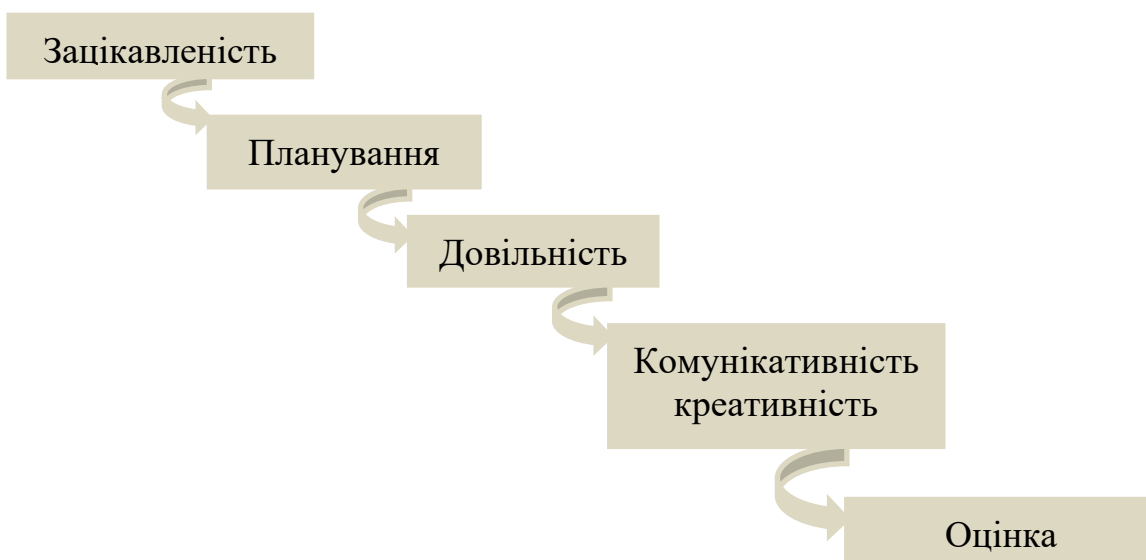 Зацікавленість
Планування
Довільність
Комунікативність
креативність
Оцінка